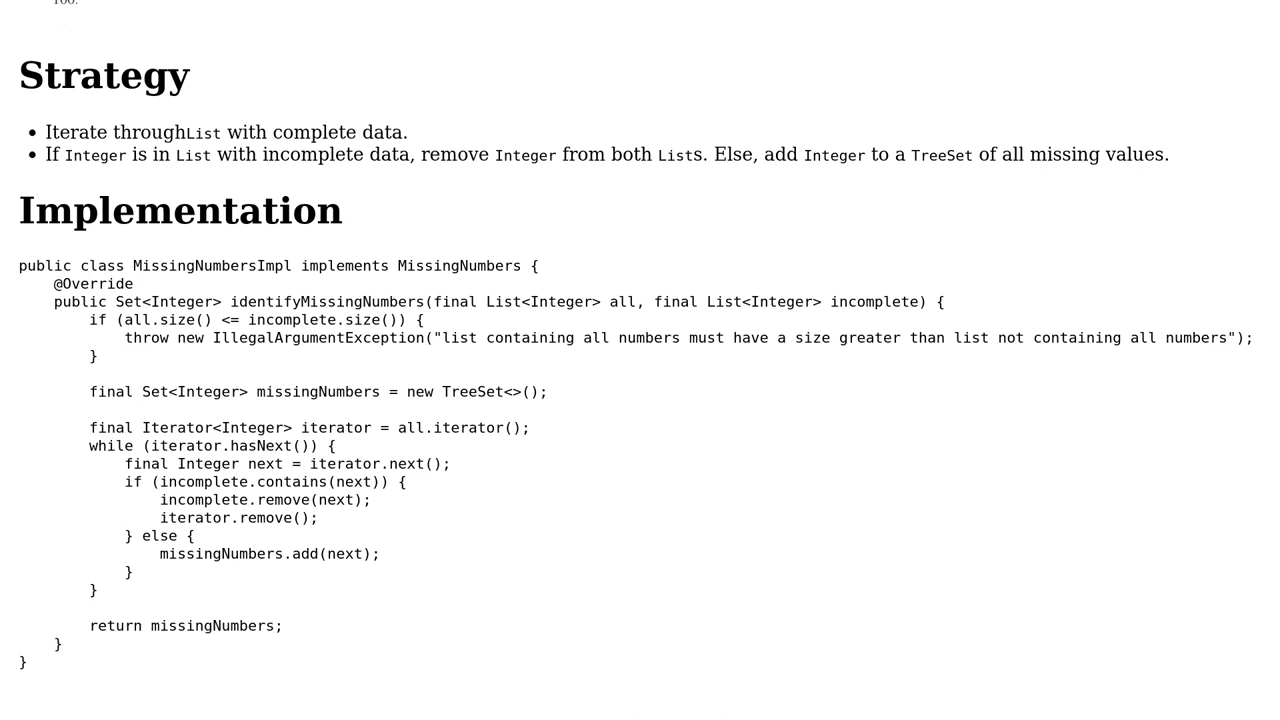 100.
Strategy
• Iterate throughList with complete data.
• If Integer is in List with incomplete data, remove Integer from both Lists. Else, add Integer to a TreeSet of all missing values.
Implementation
public class MissingNumbersImpl implements MissingNumbers {
    @Override
    public Set<Integer> identifyMissingNumbers(final List<Integer> all, final List<Integer> incomplete) {
        if (all.size() <= incomplete.size()) {
            throw new IllegalArgumentException("list containing all numbers must have a size greater than list not containing all numbers");
        }
        final Set<Integer> missingNumbers = new TreeSet<>();
        final Iterator<Integer> iterator = all.iterator();
        while (iterator.hasNext()) {
            final Integer next = iterator.next();
            if (incomplete.contains(next)) {
                incomplete.remove(next);
                iterator.remove();
            } else {
                missingNumbers.add(next);
            }
        }
        return missingNumbers;
    }
}